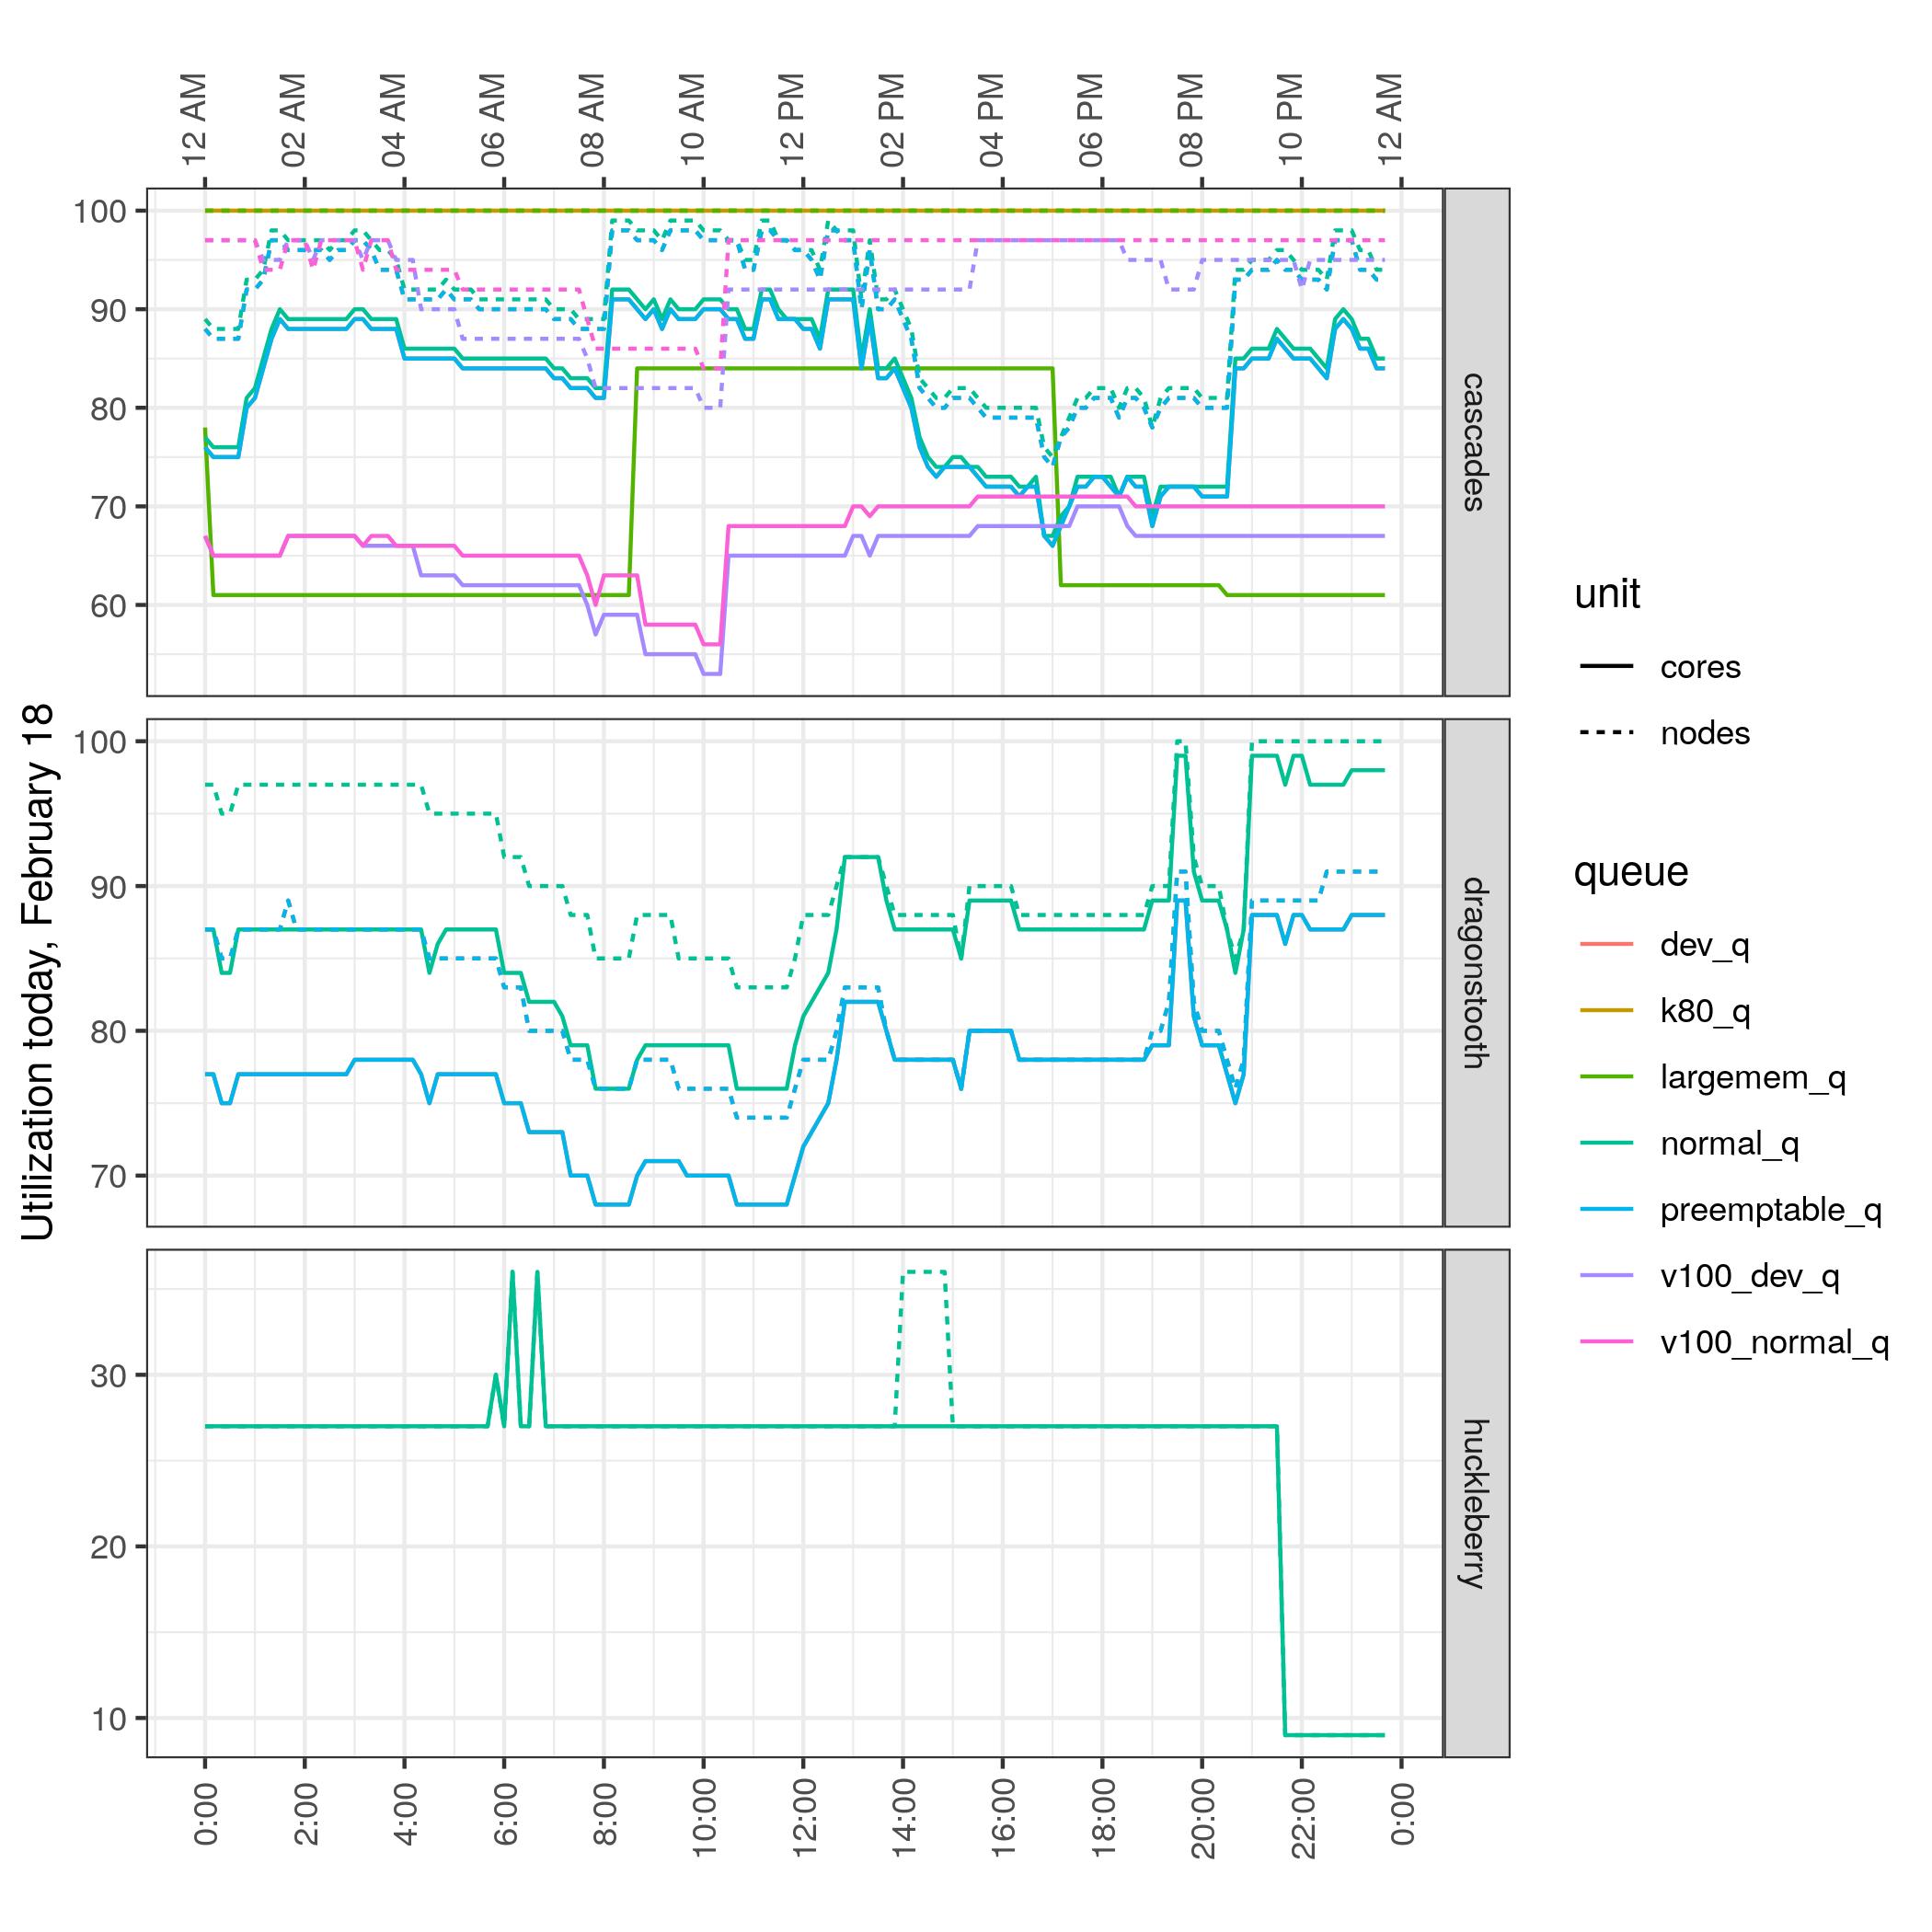 12 AM
02 AM
04 AM
06 AM
08 AM
10 AM
12 PM
02 PM
04 PM
06 PM
08 PM
10 PM
12 AM
Utilization today, February 18
100
90
80
70
60
cascades
100
90
80
70
dragonstooth
30
20
10
huckleberry
0:00
2:00
4:00
6:00
8:00
10:00
12:00
14:00
16:00
18:00
20:00
22:00
0:00
unit
cores
nodes
queue
dev_q
k80_q
largemem_q
normal_q
preemptable_q
v100_dev_q
v100_normal_q